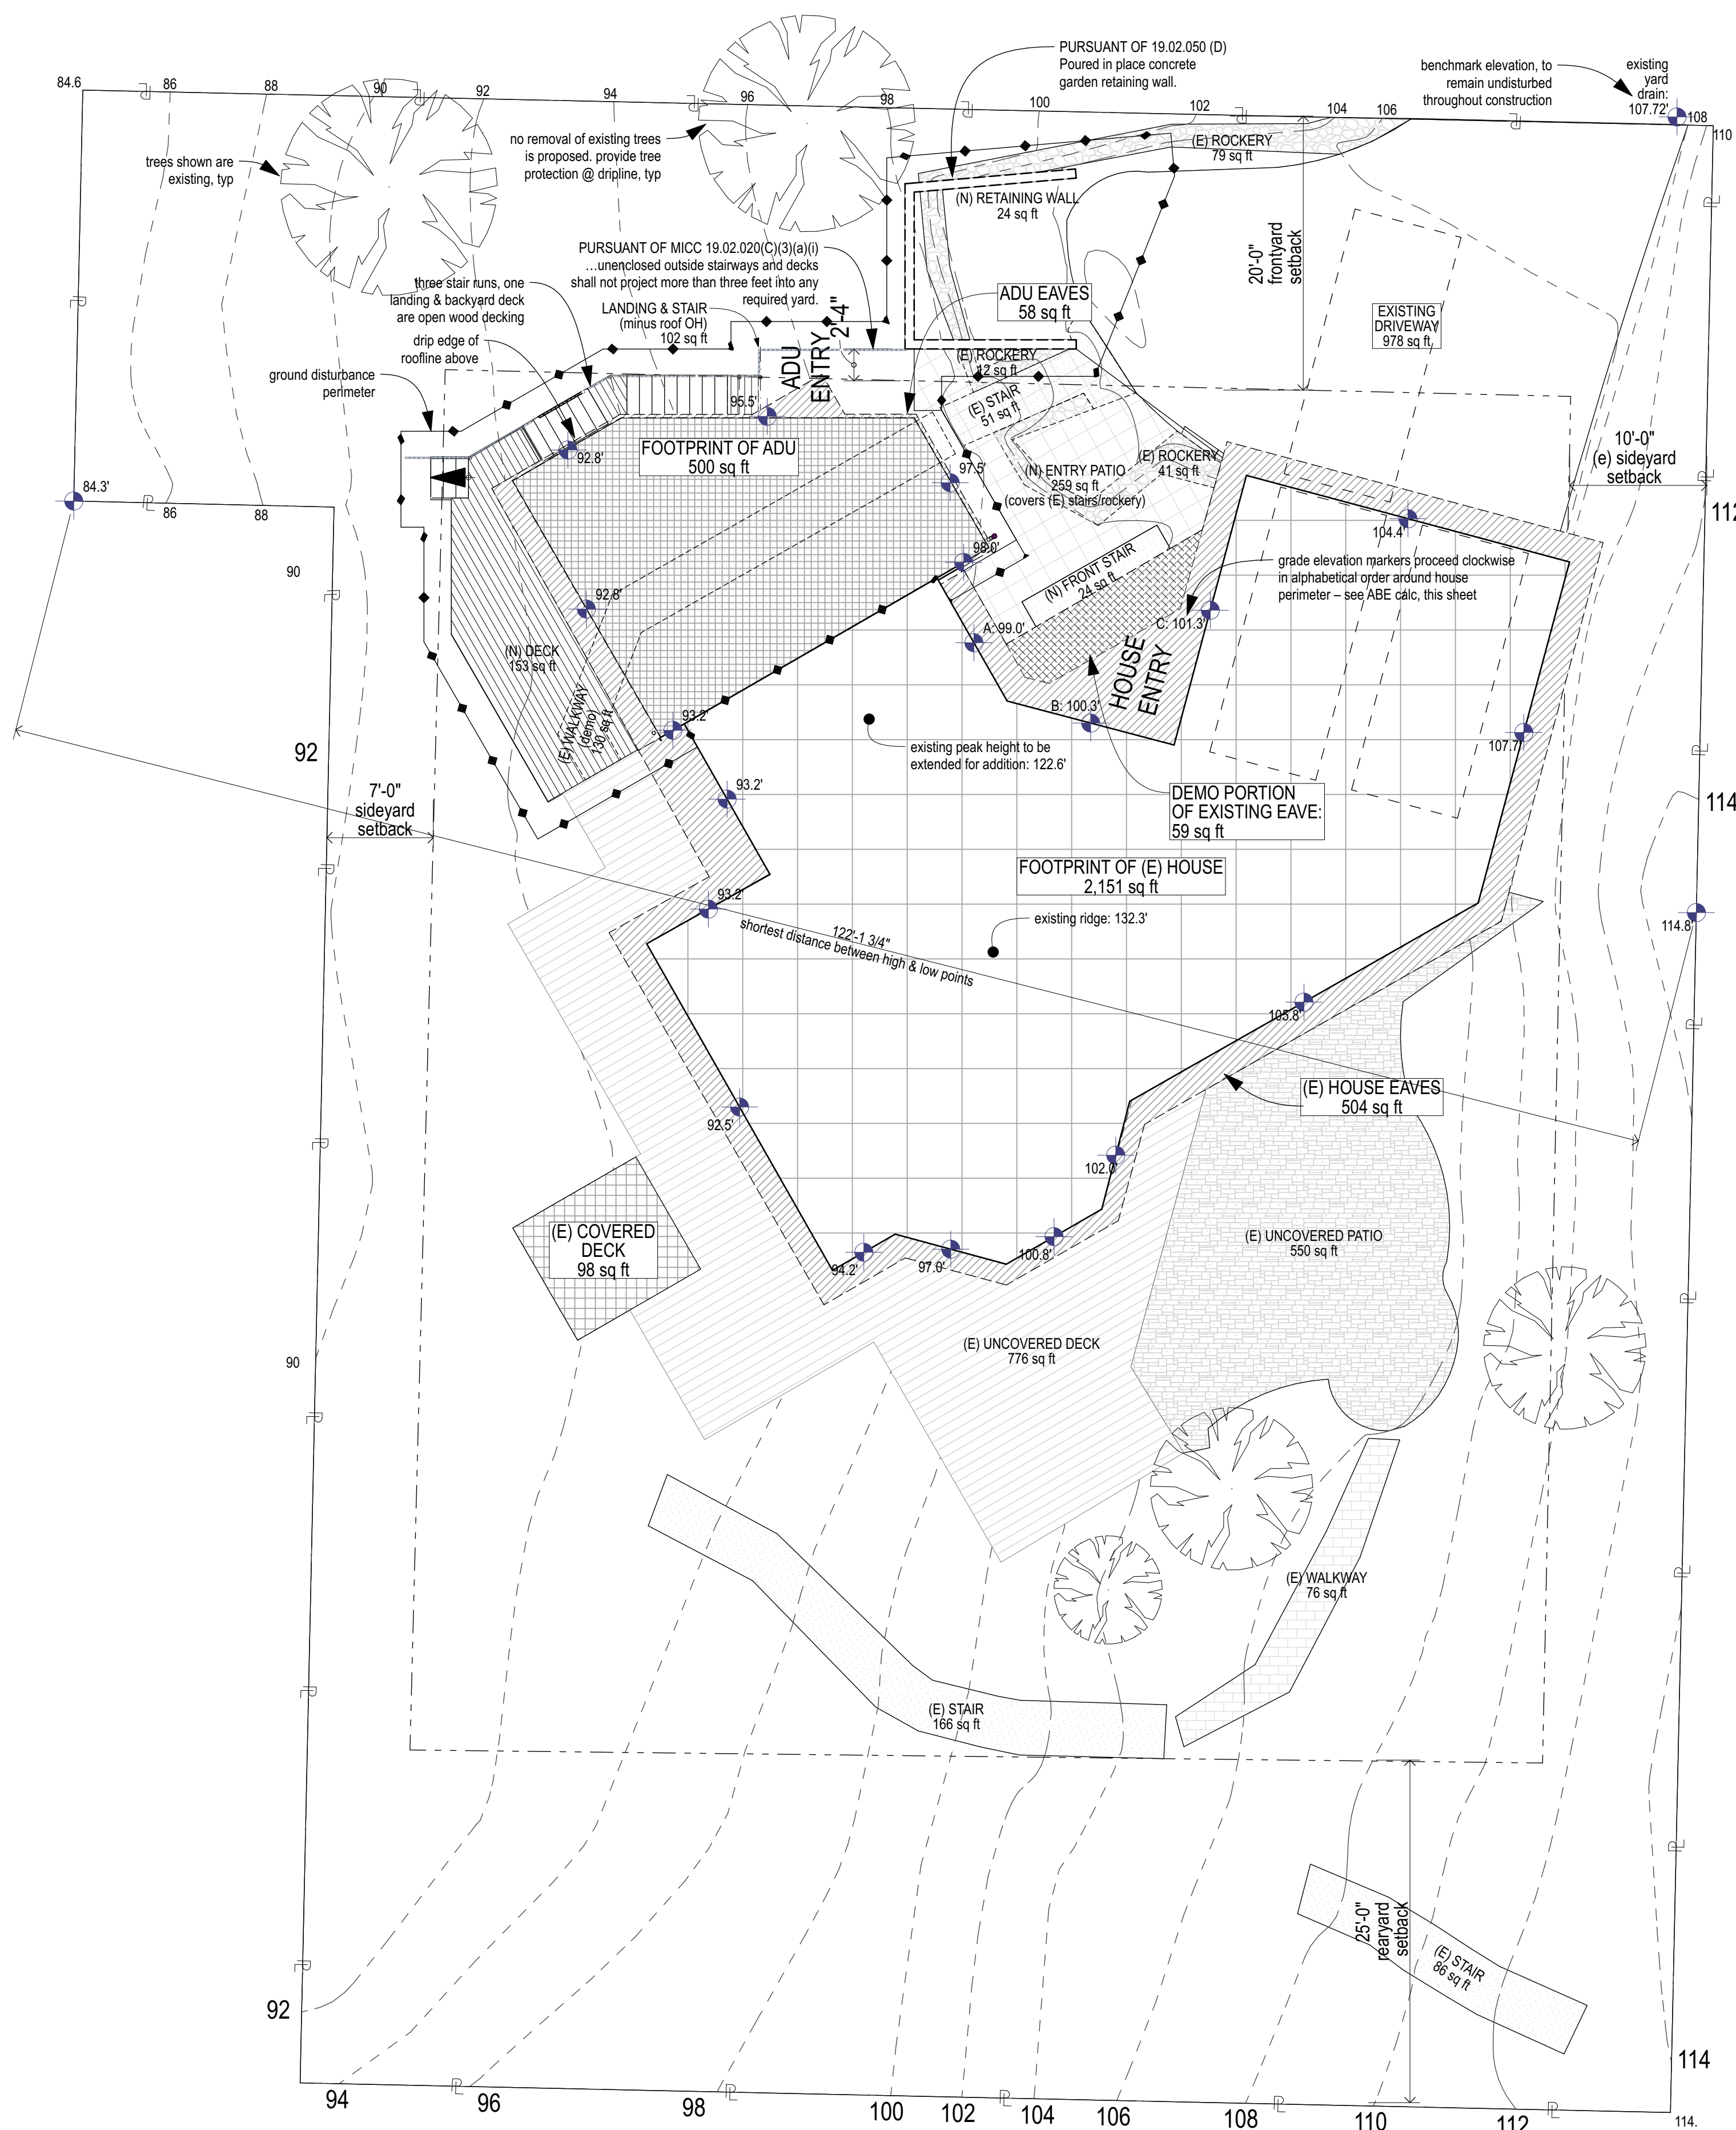 PURSUANT OF 19.02.050 (D)
Poured in place concrete
garden retaining wall.
benchmark elevation, to
remain undisturbed
throughout construction
existing
yard
drain:
107.72'
84.6
86
88
90
92
94
96
98
100
102
104
106
108
110
trees shown are
existing, typ
no removal of existing trees
is proposed. provide tree
protection @ dripline, typ
(E) ROCKERY
79 sq ft
(N) RETAINING WALL
24 sq ft
20'-0"
frontyard
setback
PURSUANT OF MICC 19.02.020(C)(3)(a)(i)
…unenclosed outside stairways and decks
shall not project more than three feet into any
required yard.
three stair runs, one
landing & backyard deck
are open wood decking
LANDING & STAIR
(minus roof OH)
102 sq ft
2'-4"
ADU
ENTRY
ADU EAVES
58 sq ft
EXISTING
DRIVEWAY
978 sq ft
drip edge of
roofline above
ground disturbance
perimeter
(E) ROCKERY
12 sq ft
(E) STAIR
51 sq ft
95.5'
92.8'
FOOTPRINT OF ADU
500 sq ft
97.5'
(N) ENTRY PATIO
259 sq ft
(covers (E) stairs/rockery)
(E) ROCKERY
41 sq ft
10'-0"
(e) sideyard
setback
84.3'
86
88
112
104.4'
98.0'
90
92.8'
(N) FRONT STAIR
24 sq ft
grade elevation markers proceed clockwise
in alphabetical order around house
perimeter – see ABE calc, this sheet
A: 99.0'
C: 101.3'
HOUSE
ENTRY
(N) DECK
153 sq ft
(E) WALKWAY
(demo)
130 sq ft
B: 100.3'
93.2'
92
107.7'
existing peak height to be
extended for addition: 122.6'
93.2'
7'-0"
sideyard
setback
DEMO PORTION
OF EXISTING EAVE:
59 sq ft
114
FOOTPRINT OF (E) HOUSE
2,151 sq ft
93.2'
existing ridge: 132.3'
122'-1 3/4"
shortest distance between high & low points
114.8'
105.8'
(E) HOUSE EAVES
504 sq ft
92.5'
102.0'
(E) COVERED
DECK
98 sq ft
(E) UNCOVERED PATIO
550 sq ft
94.2'
97.0'
100.8'
(E) UNCOVERED DECK
776 sq ft
90
(E) WALKWAY
76 sq ft
(E) STAIR
166 sq ft
25'-0"
rearyard
setback
(E) STAIR
86 sq ft
92
114
94
96
98
100
102
104
106
108
110
112
114.